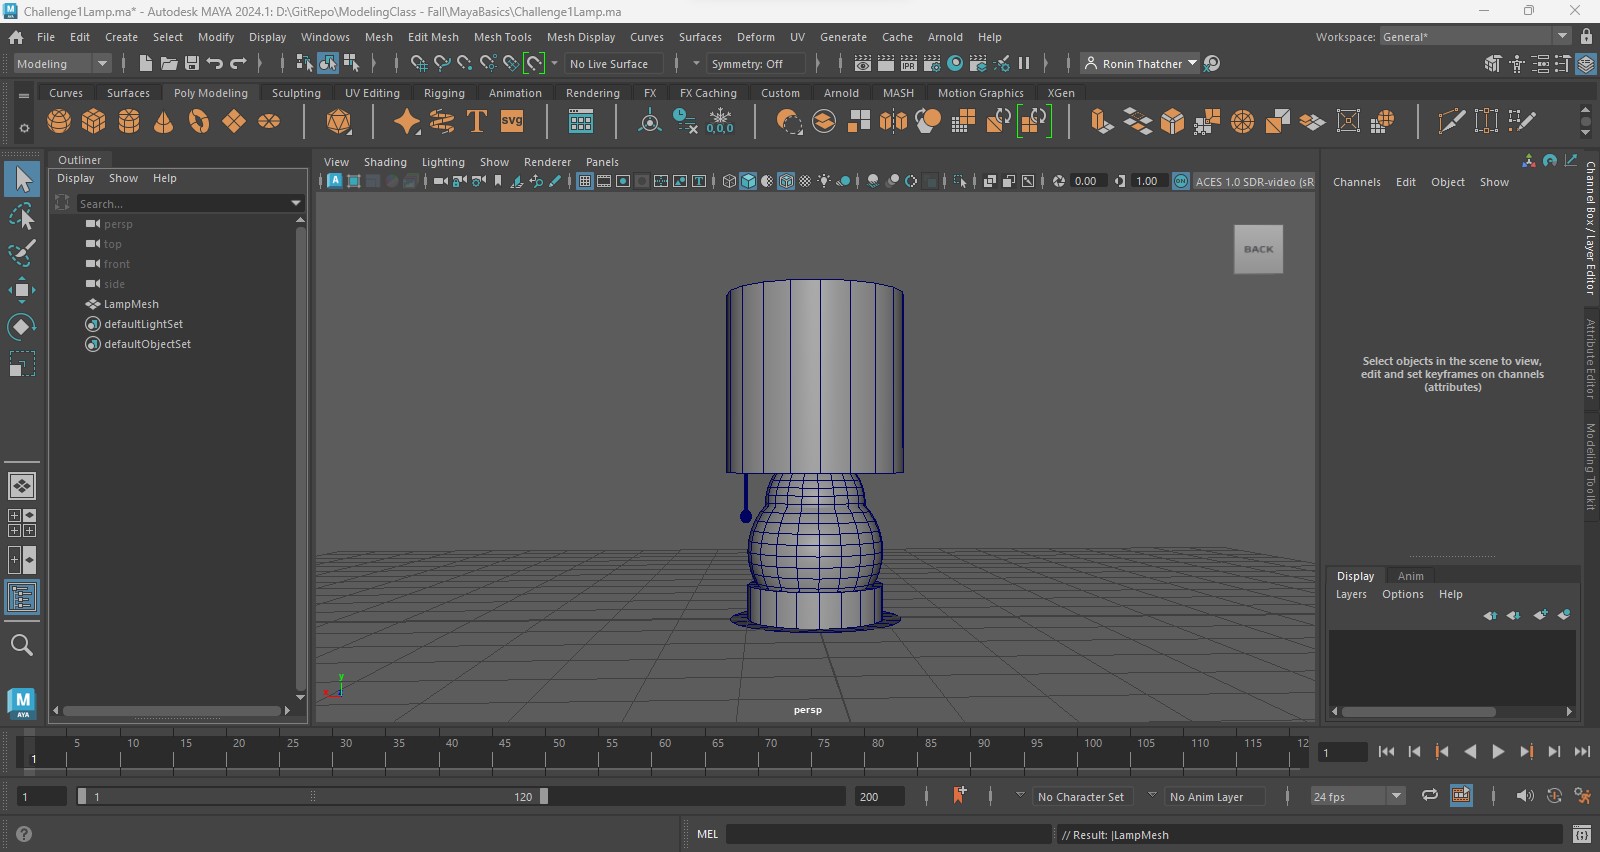 Challenge1Lamp.ma* - Autodesk MAYA 2024.1: D:\GitRepo\ModelingClass - Fall\MayaBasics\Challenge1Lamp.ma
File Edit Create Select Modify Display Windows Mesh Edit Mesh Mesh Tools Mesh Display Curves Surfaces Deform UV Generate Cache Arnold Help Workspace: General*
Modeling No Live Surface Symmetry: Off IPR Ronin Thatcher
Curves Surfaces Poly Modeling Sculpting UV Editing Rigging Animation Rendering FX FX Caching Custom Arnold MASH Motion Graphics XGen
T SVG 0,0,0
Outliner
Display Show Help
Search...
persp
top
front
side
LampMesh
defaultLightSet
defaultObjectSet
View Shading Lighting Show Renderer Panels
0.00 1.00 ON ACES 1.0 SDR-video (sR
BACK
y
x
persp
Channels Edit Object Show
Select objects in the scene to view,
edit and set keyframes on channels
(attributes)
Channel Box / Layer Editor
Attribute Editor
Modeling Toolkit
Display Anim
Layers Options Help
M
AYA
5 10 15 20 25 30 35 40 45 50 55 60 65 70 75 80 85 90 95 100 105 110 115 12
1 1
1 1 120 200 No Character Set No Anim Layer 24 fps
MEL // Result: |LampMesh